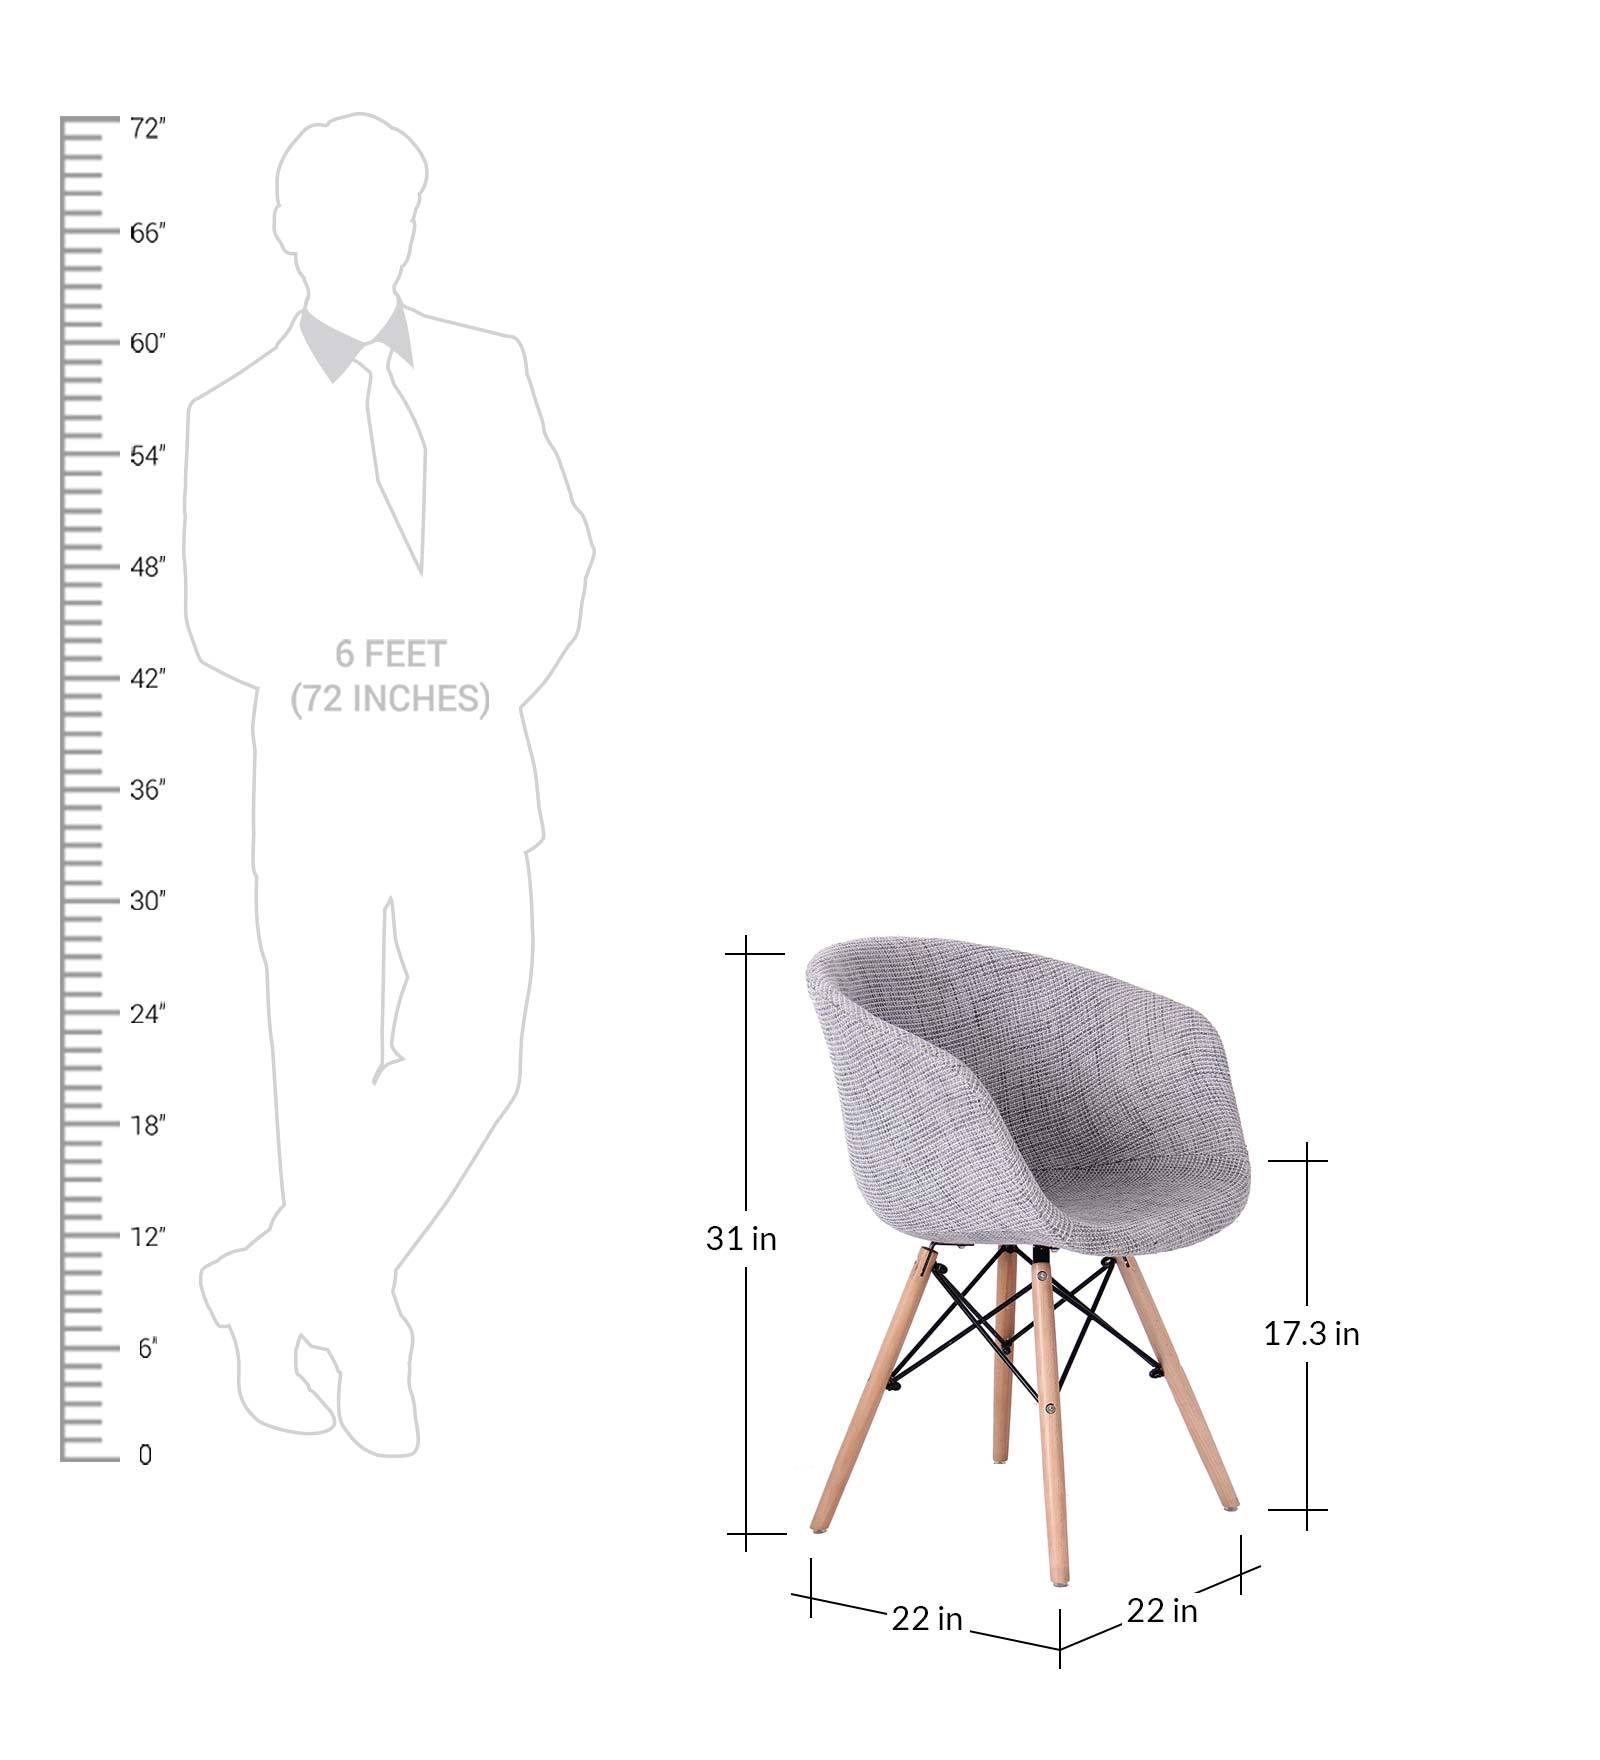 72"
66"
60"
54"
48"
42"
36"
30"
24"
18"
12"
6"
0
6 FEET
(72 INCHES)
31 in
17.3 in
22 in
22 in